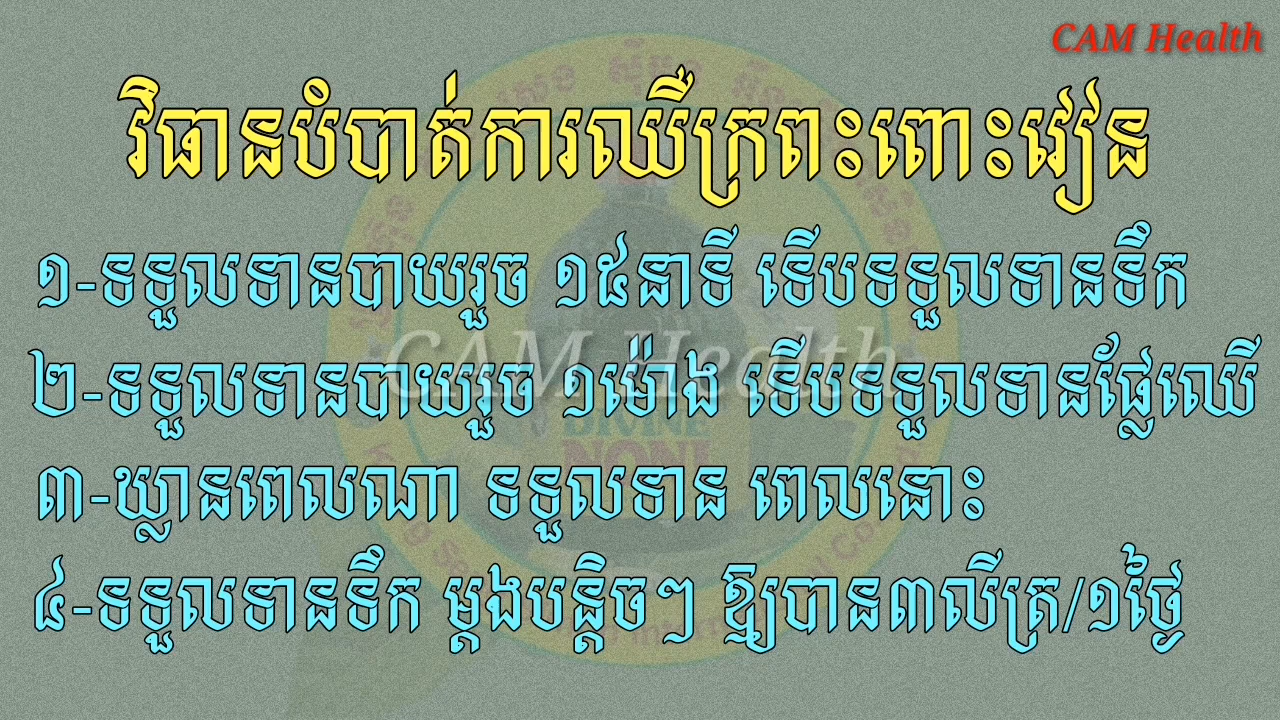 CAM Health
វិធានបំបាត់ការឈឺក្រពះពោះវៀន
១-ទទួលទានបាយរួច ១៥នាទី ទើបទទួលទានទឹក
២-ទទួលទានបាយរួច ១ម៉ោង ទើបទទួលទានផ្លែឈើ
CAM Health
DIVINE
NONI
៣-ឃ្លានពេលណា ទទួលទាន ពេលនោះ
៤-ទទួលទានទឹក ម្តងបន្តិចៗ ឱ្យបាន៣លីត្រ/១ថ្ងៃ